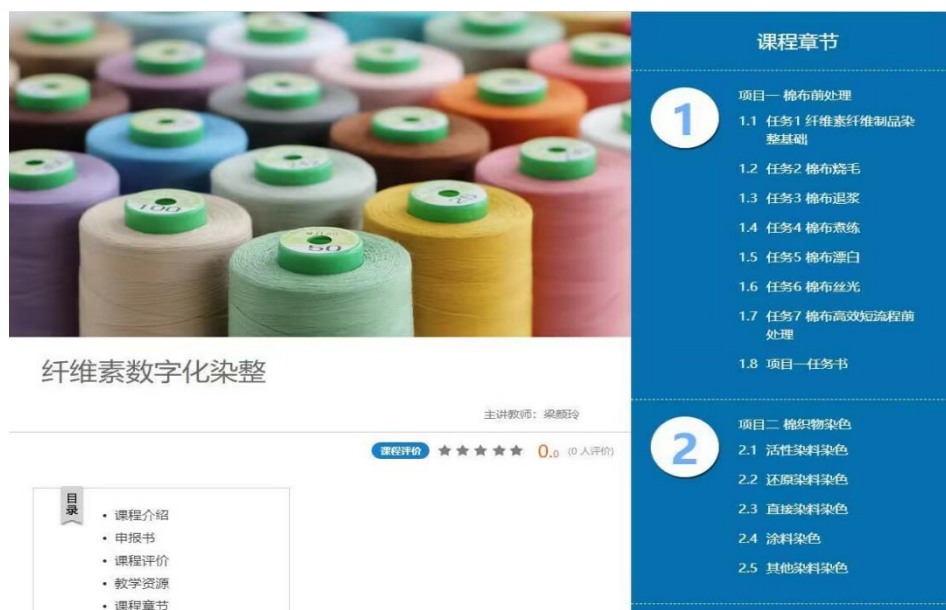 100
50
纤维素数字化染整
主讲教师：梁颜玲
课程评价
0.0 (0 人评价)
目录
• 课程介绍
• 申报书
• 课程评价
• 教学资源
• 课程章节
课程章节
1
项目一 棉布前处理
1.1 任务1 纤维素纤维制品染
整基础
1.2 任务2 棉布烧毛
1.3 任务3 棉布退浆
1.4 任务4 棉布煮练
1.5 任务5 棉布漂白
1.6 任务6 棉布丝光
1.7 任务7 棉布高效短流程前
处理
1.8 项目一任务书
2
项目二 棉织物染色
2.1 活性染料染色
2.2 还原染料染色
2.3 直接染料染色
2.4 涂料染色
2.5 其他染料染色